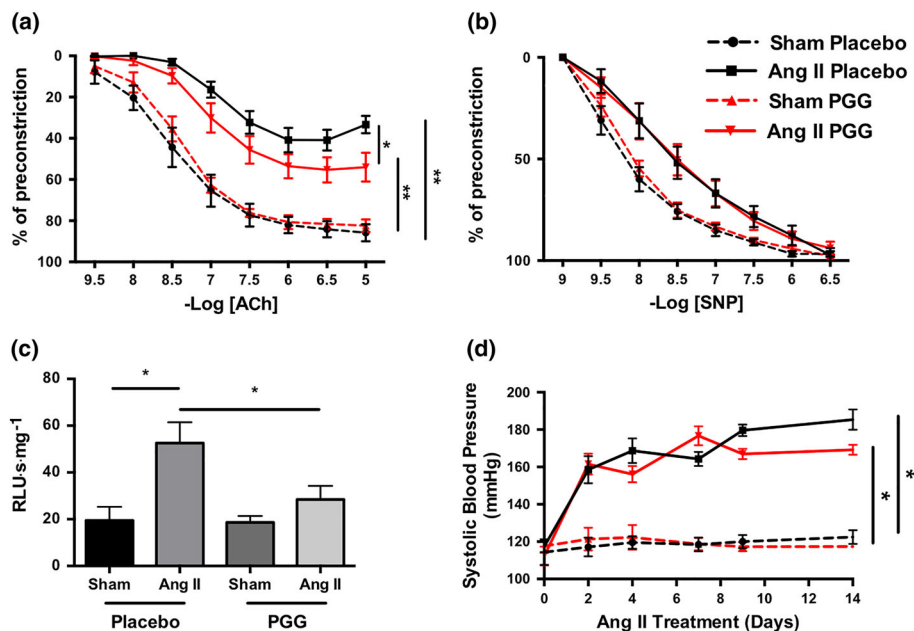 (a)
% of preconstriction
0
20
40
60
80
100
9.5 8 8.5 7 7.5 6 6.5 5
-Log [ACh]
*
**
**
(b)
% of preconstriction
0
50
100
9 9.5 8 8.5 7 7.5 6 6.5
-Log [SNP]
Sham Placebo
Ang II Placebo
Sham PGG
Ang II PGG
(c)
RLU·s·mg-1
80
60
40
20
0
*
*
Sham Ang II Sham Ang II
Placebo PGG
(d)
Systolic Blood Pressure
(mmHg)
200
180
160
140
120
100
0 2 4 6 8 10 12 14
Ang II Treatment (Days)
*
*